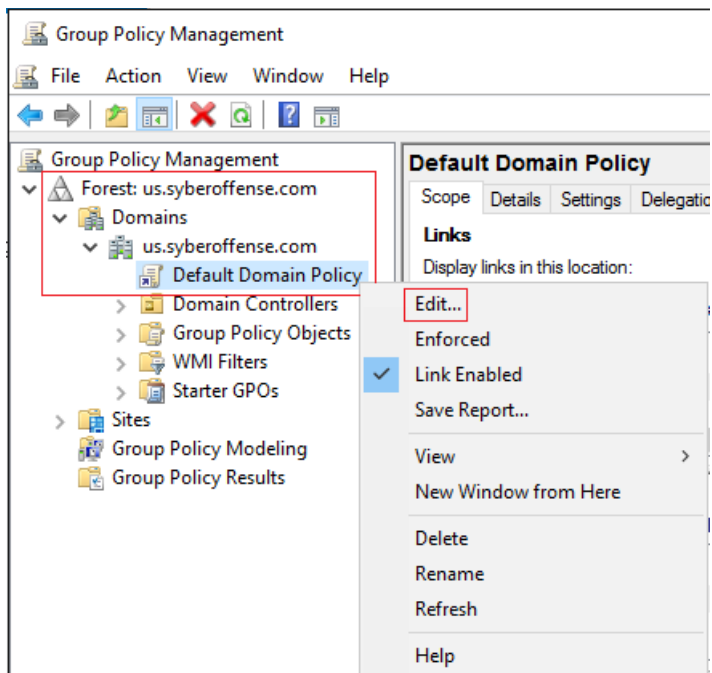 Group Policy Management
File Action View Window Help
Group Policy Management
Forest: us.syberoffense.com
Domains
us.syberoffense.com
Default Domain Policy
Domain Controllers
Group Policy Objects
WMI Filters
Starter GPOs
Sites
Group Policy Modeling
Group Policy Results
Default Domain Policy
Scope Details Settings Delegatio
Links
Display links in this location:
Edit...
Enforced
Link Enabled
Save Report...
View
New Window from Here
Delete
Rename
Refresh
Help